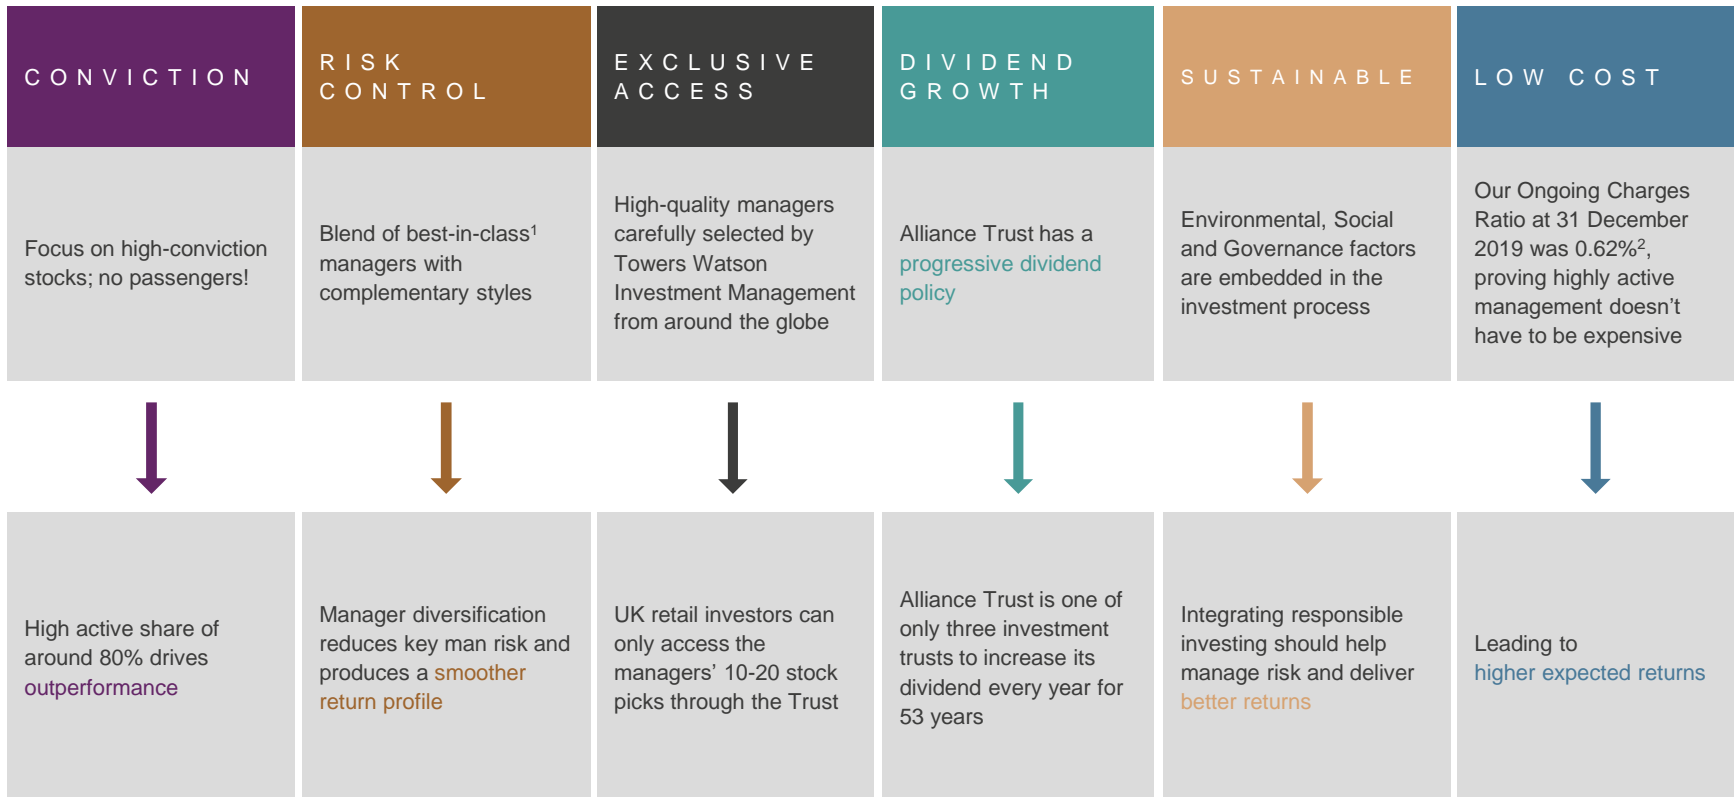 CONVICTION
Focus on high-conviction
stocks; no passengers!
High active share of
around 80% drives
outperformance
RISK
CONTROL
Blend of best-in-class¹
managers with
complementary styles
Manager diversification
reduces key man risk and
produces a smoother
return profile
EXCLUSIVE
ACCESS
High-quality managers
carefully selected by
Towers Watson
Investment Management
from around the globe
UK retail investors can
only access the
managers’ 10-20 stock
picks through the Trust
DIVIDEND
GROWTH
Alliance Trust has a
progressive dividend
policy
Alliance Trust is one of
only three investment
trusts to increase its
dividend every year for
53 years
SUSTAINABLE
Environmental, Social
and Governance factors
are embedded in the
investment process
Integrating responsible
investing should help
manage risk and deliver
better returns
LOW COST
Our Ongoing Charges
Ratio at 31 December
2019 was 0.62%²,
proving highly active
management doesn’t
have to be expensive
Leading to
higher expected returns